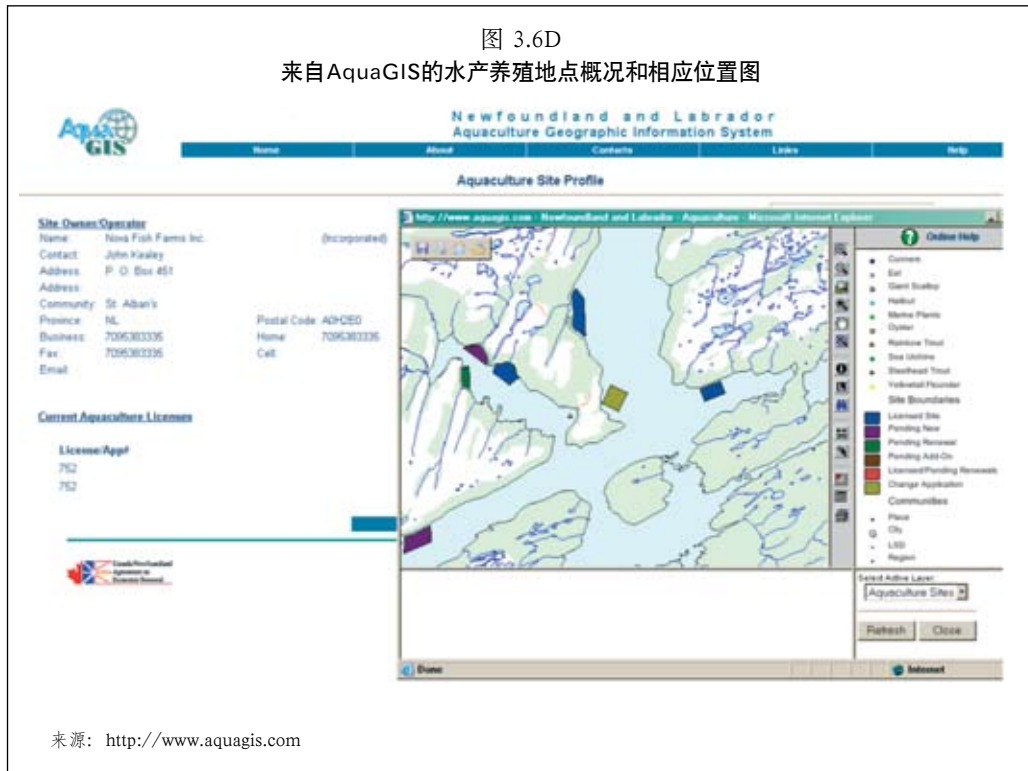 图 3.6D
来自AquaGIS的水产养殖地点概况和相应位置图
Aqua
GIS
Newfoundland and Labrador
Aquaculture Geographic Information System
Home About Contacts Links Help
Aquaculture Site Profile
Site Owner/Operator
Name: Nova Fish Farms Inc. (Incorporated)
Contact: John Kealey
Address: P. O. Box 451
Address:
Community: St. Alban's
Province: NL Postal Code: A0H2E0
Business: 7095383335 Home: 7095383335
Fax: 7095383335 Cell:
Email:
Current Aquaculture Licenses
License/App#
752
752
http://www.aquagis.com - Newfoundland and Labrador - Aquaculture - Microsoft Internet Explorer
Online Help
Conners
Eel
Giant Scallop
Halibut
Marine Plants
Oyster
Rainbow Trout
Sea Urchins
Steelhead Trout
Yellowtail Flounder
Site Boundaries
Licensed Site
Pending New
Pending Renewal
Pending Add-On
Licensed/Pending Renewals
Change Application
Communities
Place
City
LSD
Region
Select Active Layer:
Aquaculture Sites
Refresh Close
Done Internet
来源: http://www.aquagis.com